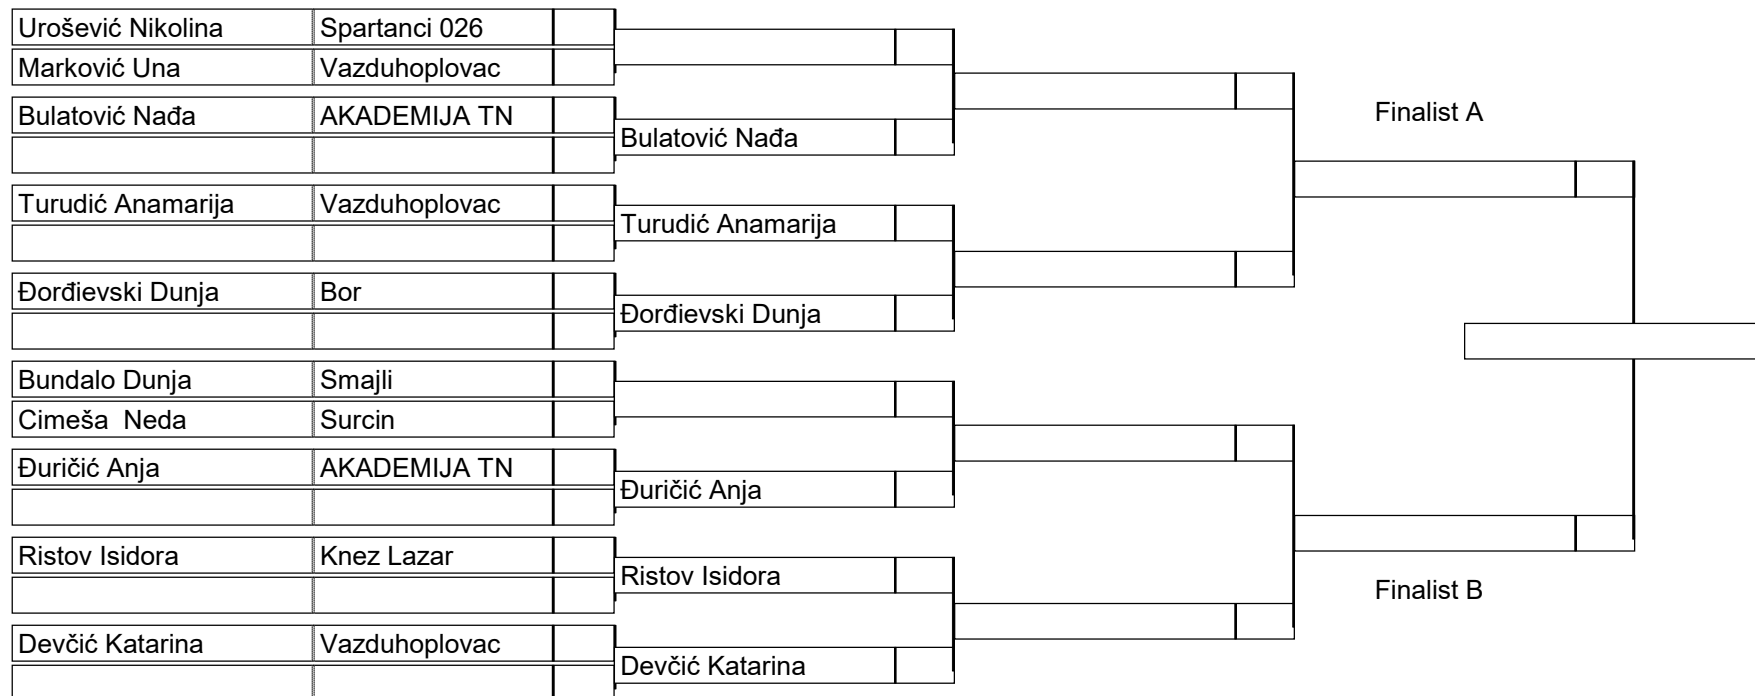 Urošević Nikolina Spartanci 026
Marković Una Vazduhoplovac
Bulatović Nađa AKADEMIJA TN
Turudić Anamarija Vazduhoplovac
Đorđievski Dunja Bor
Bundalo Dunja Smajli
Cimeša  Neda Surcin
Đuričić Anja AKADEMIJA TN
Ristov Isidora Knez Lazar
Devčić Katarina Vazduhoplovac
Bulatović Nađa
Turudić Anamarija
Đorđievski Dunja
Đuričić Anja
Ristov Isidora
Devčić Katarina
Finalist A
Finalist B